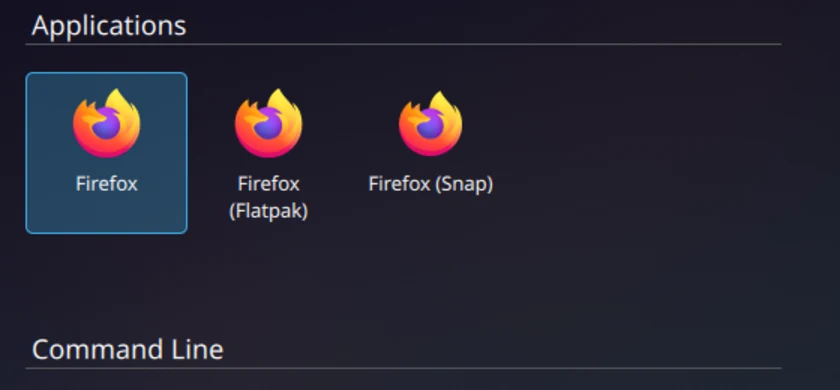 Applications
Firefox
Firefox
(Flatpak)
Firefox (Snap)
Command Line